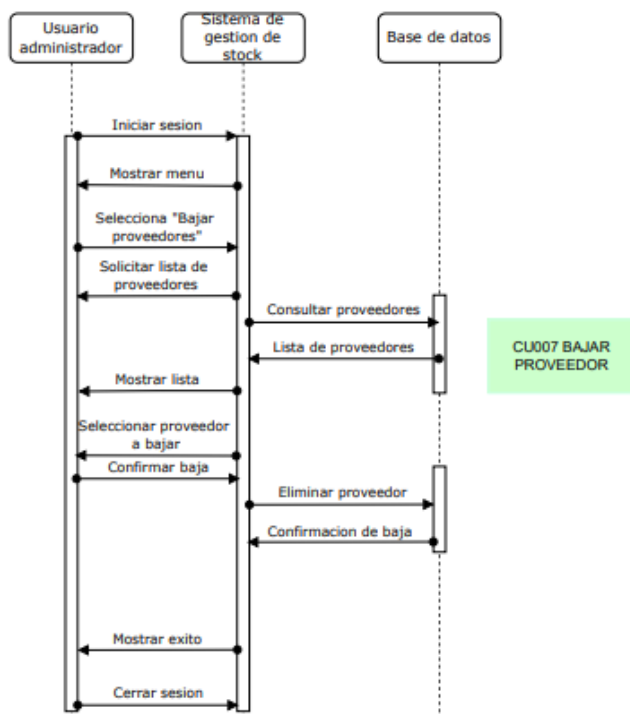 Usuario
administrador
Sistema de
gestion de
stock
Base de datos
Iniciar sesion
Mostrar menu
Selecciona "Bajar
proveedores"
Solicitar lista de
proveedores
Consultar proveedores
Lista de proveedores
CU007 BAJAR
PROVEEDOR
Mostrar lista
Seleccionar proveedor
a bajar
Confirmar baja
Eliminar proveedor
Confirmacion de baja
Mostrar exito
Cerrar sesion